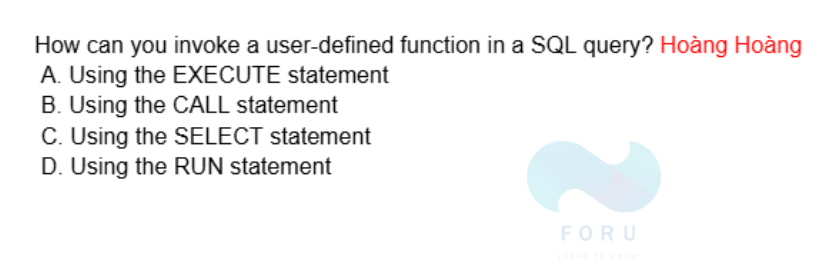 How can you invoke a user-defined function in a SQL query? Hoàng Hoàng
A. Using the EXECUTE statement
B. Using the CALL statement
C. Using the SELECT statement
D. Using the RUN statement
FORU